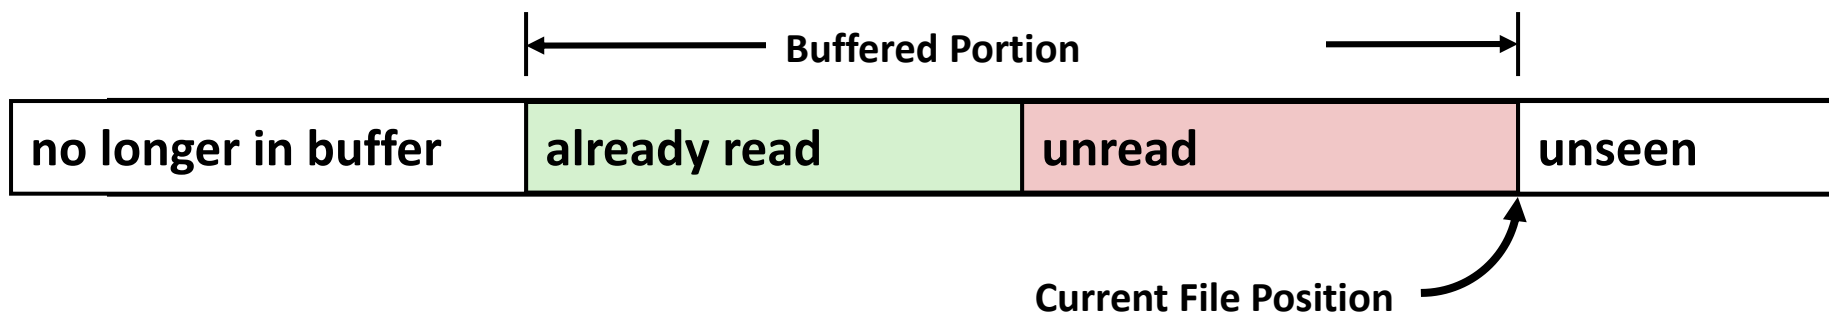 Buffered Portion
no longer in buffer
already read
unread
unseen
Current File Position